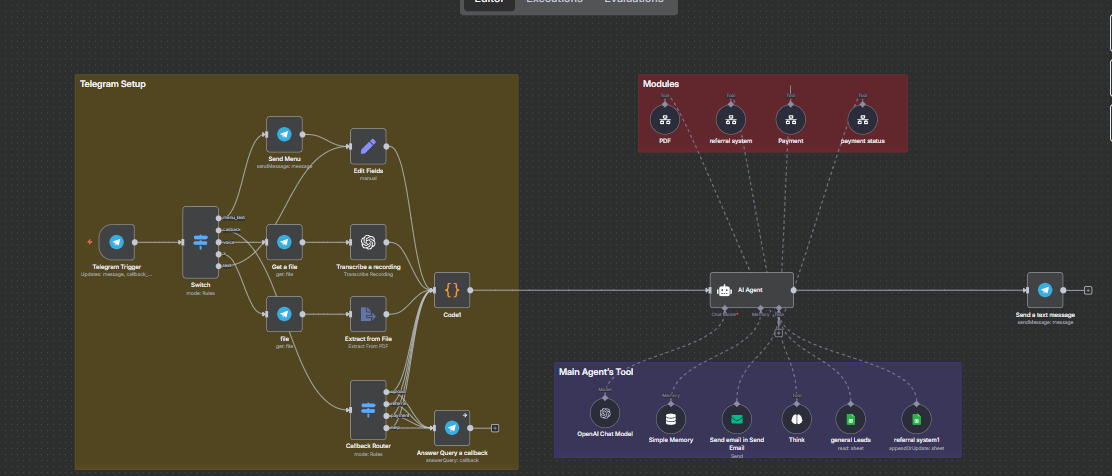 Editor Executions Evaluations
Telegram Setup
Modules
Tool Tool Tool Tool
PDF referral system Payment payment status
Send Menu
sendMessage: message
Edit Fields
manual
menu_text
callback
voice
text
Telegram Trigger
Updates: message, callback_...
Switch
mode: Rules
Get a file
get: file
Transcribe a recording
Transcribe Recording
{}
Code1
file
get: file
Extract from File
Extract From PDF
AI Agent
Chat Model*
Memory
Tool
Send a text message
sendMessage: message
Main Agent's Tool
Model
Memory
Tool
OpenAI Chat Model
Simple Memory
Send email in Send Email
Send
Think
general Leads
read: sheet
referral system1
appendOrUpdate: sheet
Callback Router
mode: Rules
Answer Query a callback
answerQuery: callback